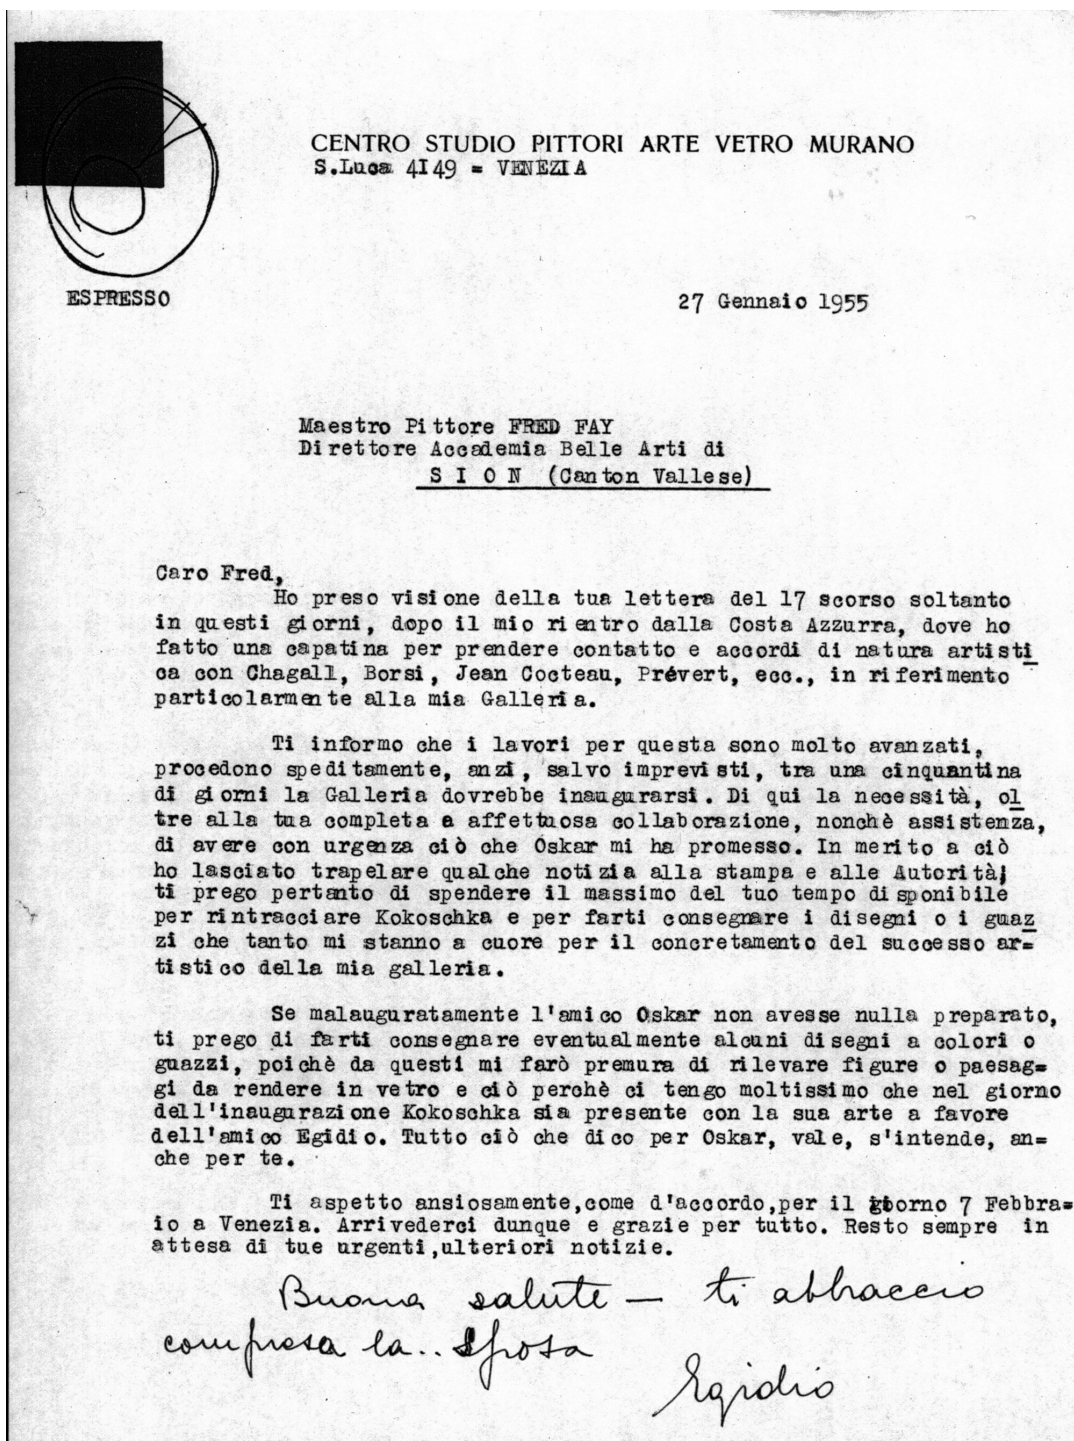 CENTRO STUDIO PITTORI ARTE VETRO MURANO
S.Luca 4I49 = VENEZIA
ESPRESSO
27 Gennaio 1955
Maestro Pittore FRED FAY
Direttore Accademia Belle Arti di
S I O N (Canton Vallese)
Caro Fred,
Ho preso visione della tua lettera del 17 scorso soltanto
in questi giorni, dopo il mio rientro dalla Costa Azzurra, dove ho
fatto una capatina per prendere contatto e accordi di natura artisti
ca con Chagall, Borsi, Jean Cocteau, Prévert, ecc., in riferimento
particolarmente alla mia Galleria.
Ti informo che i lavori per questa sono molto avanzati,
procedono speditamente, anzi, salvo imprevisti, tra una cinquantina
di giorni la Galleria dovrebbe inaugurarsi. Di qui la necessità, ol
tre alla tua completa e affettuosa collaborazione, nonchè assistenza,
di avere con urgenza ciò che Oskar mi ha promesso. In merito a ciò
ho lasciato trapelare qualche notizia alla stampa e alle Autorità;
ti prego pertanto di spendere il massimo del tuo tempo disponibile
per rintracciare Kokoschka e per farti consegnare i disegni o i guaz
zi che tanto mi stanno a cuore per il concretamento del successo ar=
tistico della mia galleria.
Se malauguratamente l'amico Oskar non avesse nulla preparato,
ti prego di farti consegnare eventualmente alcuni disegni a colori o
guazzi, poichè da questi mi farò premura di rilevare figure o paesag=
gi da rendere in vetro e ciò perchè ci tengo moltissimo che nel giorno
dell'inaugurazione Kokoschka sia presente con la sua arte a favore
dell'amico Egidio. Tutto ciò che dico per Oskar, vale, s'intende, an=
che per te.
Ti aspetto ansiosamente,come d'accordo,per il giorno 7 Febbra=
io a Venezia. Arrivederci dunque e grazie per tutto. Resto sempre in
attesa di tue urgenti,ulteriori notizie.
Buona salute — ti abbraccio
compresa la.. sposa
Egidio